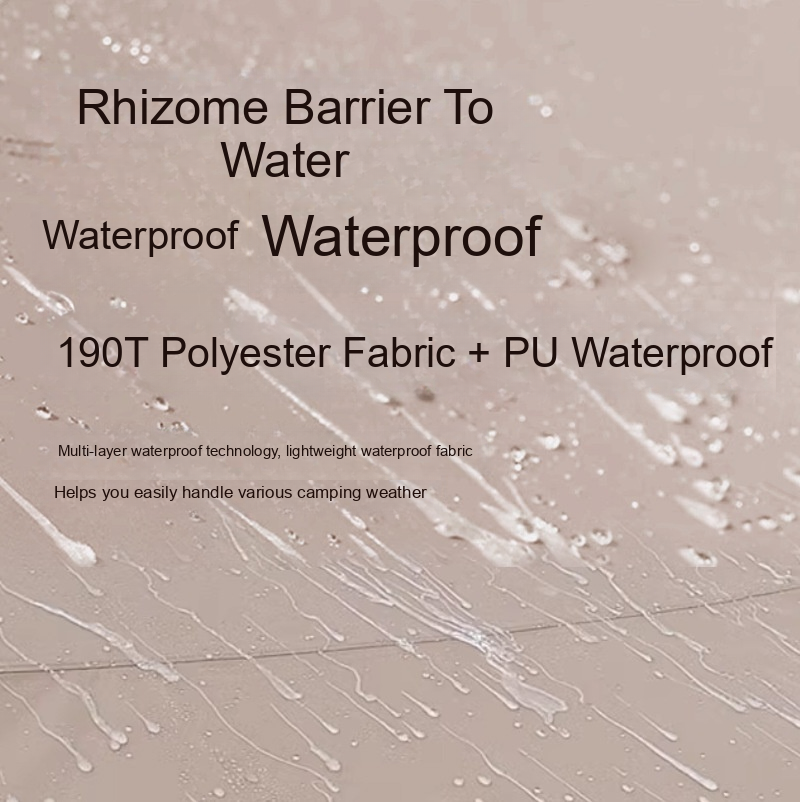 Rhizome Barrier To
Water
Waterproof Waterproof
190T Polyester Fabric + PU Waterproof
Multi-layer waterproof technology, lightweight waterproof fabric
Helps you easily handle various camping weather